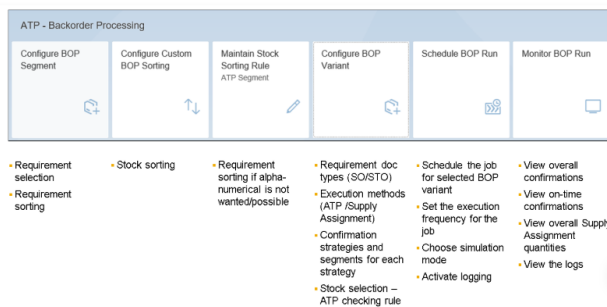 ATP - Backorder Processing
Configure BOP
Segment
Configure Custom
BOP Sorting
Maintain Stock
Sorting Rule
ATP Segment
Configure BOP
Variant
Schedule BOP Run
Monitor BOP Run
Requirement
selection
Requirement
sorting
Stock sorting
Requirement
sorting if alpha-
numerical is not
wanted/possible
Requirement doc
types (SO/STO)
Execution methods
(ATP /Supply
Assignment)
Confirmation
strategies and
segments for each
strategy
Stock selection –
ATP checking rule
Schedule the job
for selected BOP
variant
Set the execution
frequency for the
job
Choose simulation
mode
Activate logging
View overall
confirmations
View on-time
confirmations
View overall Supply
Assignment
quantities
View the logs